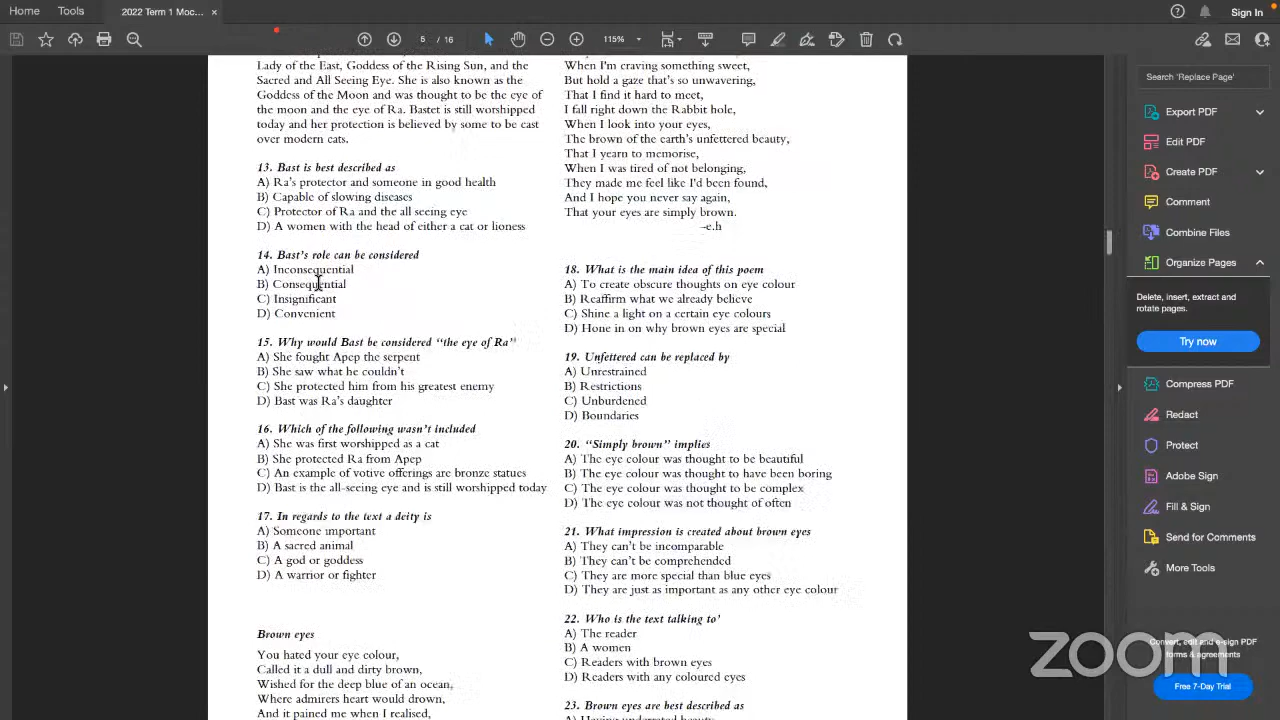 Home
Tools
2022 Term 1 Moc...
×
Sign In
6 / 16
115%
Lady of the East, Goddess of the Rising Sun, and the
Sacred and All Seeing Eye. She is also known as the
Goddess of the Moon and was thought to be the eye of
the moon and the eye of Ra. Bastet is still worshipped
today and her protection is believed by some to be cast
over modern cats.
13. Bast is best described as
A) Ra's protector and someone in good health
B) Capable of slowing diseases
C) Protector of Ra and the all seeing eye
D) A women with the head of either a cat or lioness
14. Bast's role can be considered
A) Inconsequential
B) Consequential
C) Insignificant
D) Convenient
15. Why would Bast be considered "the eye of Ra"
A) She fought Apep the serpent
B) She saw what he couldn't
C) She protected him from his greatest enemy
D) Bast was Ra's daughter
16. Which of the following wasn't included
A) She was first worshipped as a cat
B) She protected Ra from Apep
C) An example of votive offerings are bronze statues
D) Bast is the all-seeing eye and is still worshipped today
17. In regards to the text a deity is
A) Someone important
B) A sacred animal
C) A god or goddess
D) A warrior or fighter
Brown eyes
You hated your eye colour,
Called it a dull and dirty brown,
Wished for the deep blue of an ocean,
Where admirers heart would drown,
And it pained me when I realised,
When I'm craving something sweet,
But hold a gaze that's so unwavering,
That I find it hard to meet,
I fall right down the Rabbit hole,
When I look into your eyes,
The brown of the earth's unfettered beauty,
That I yearn to memorise,
When I was tired of not belonging,
They made me feel like I'd been found,
And I hope you never say again,
That your eyes are simply brown.
-e.h
18. What is the main idea of this poem
A) To create obscure thoughts on eye colour
B) Reaffirm what we already believe
C) Shine a light on a certain eye colours
D) Hone in on why brown eyes are special
19. Unfettered can be replaced by
A) Unrestrained
B) Restrictions
C) Unburdened
D) Boundaries
20. "Simply brown" implies
A) The eye colour was thought to be beautiful
B) The eye colour was thought to have been boring
C) The eye colour was thought to be complex
D) The eye colour was not thought of often
21. What impression is created about brown eyes
A) They can't be incomparable
B) They can't be comprehended
C) They are more special than blue eyes
D) They are just as important as any other eye colour
22. Who is the text talking to'
A) The reader
B) A women
C) Readers with brown eyes
D) Readers with any coloured eyes
23. Brown eyes are best described as
A) Having underrated beauty
Search 'Replace Page'
Export PDF
Edit PDF
Create PDF
Comment
Combine Files
Organize Pages
Delete, insert, extract and
rotate pages.
Try now
Compress PDF
Redact
Protect
Adobe Sign
Fill & Sign
Send for Comments
More Tools
Convert, edit and e-sign PDF
forms & agreements
Free 7-Day Trial
zoom